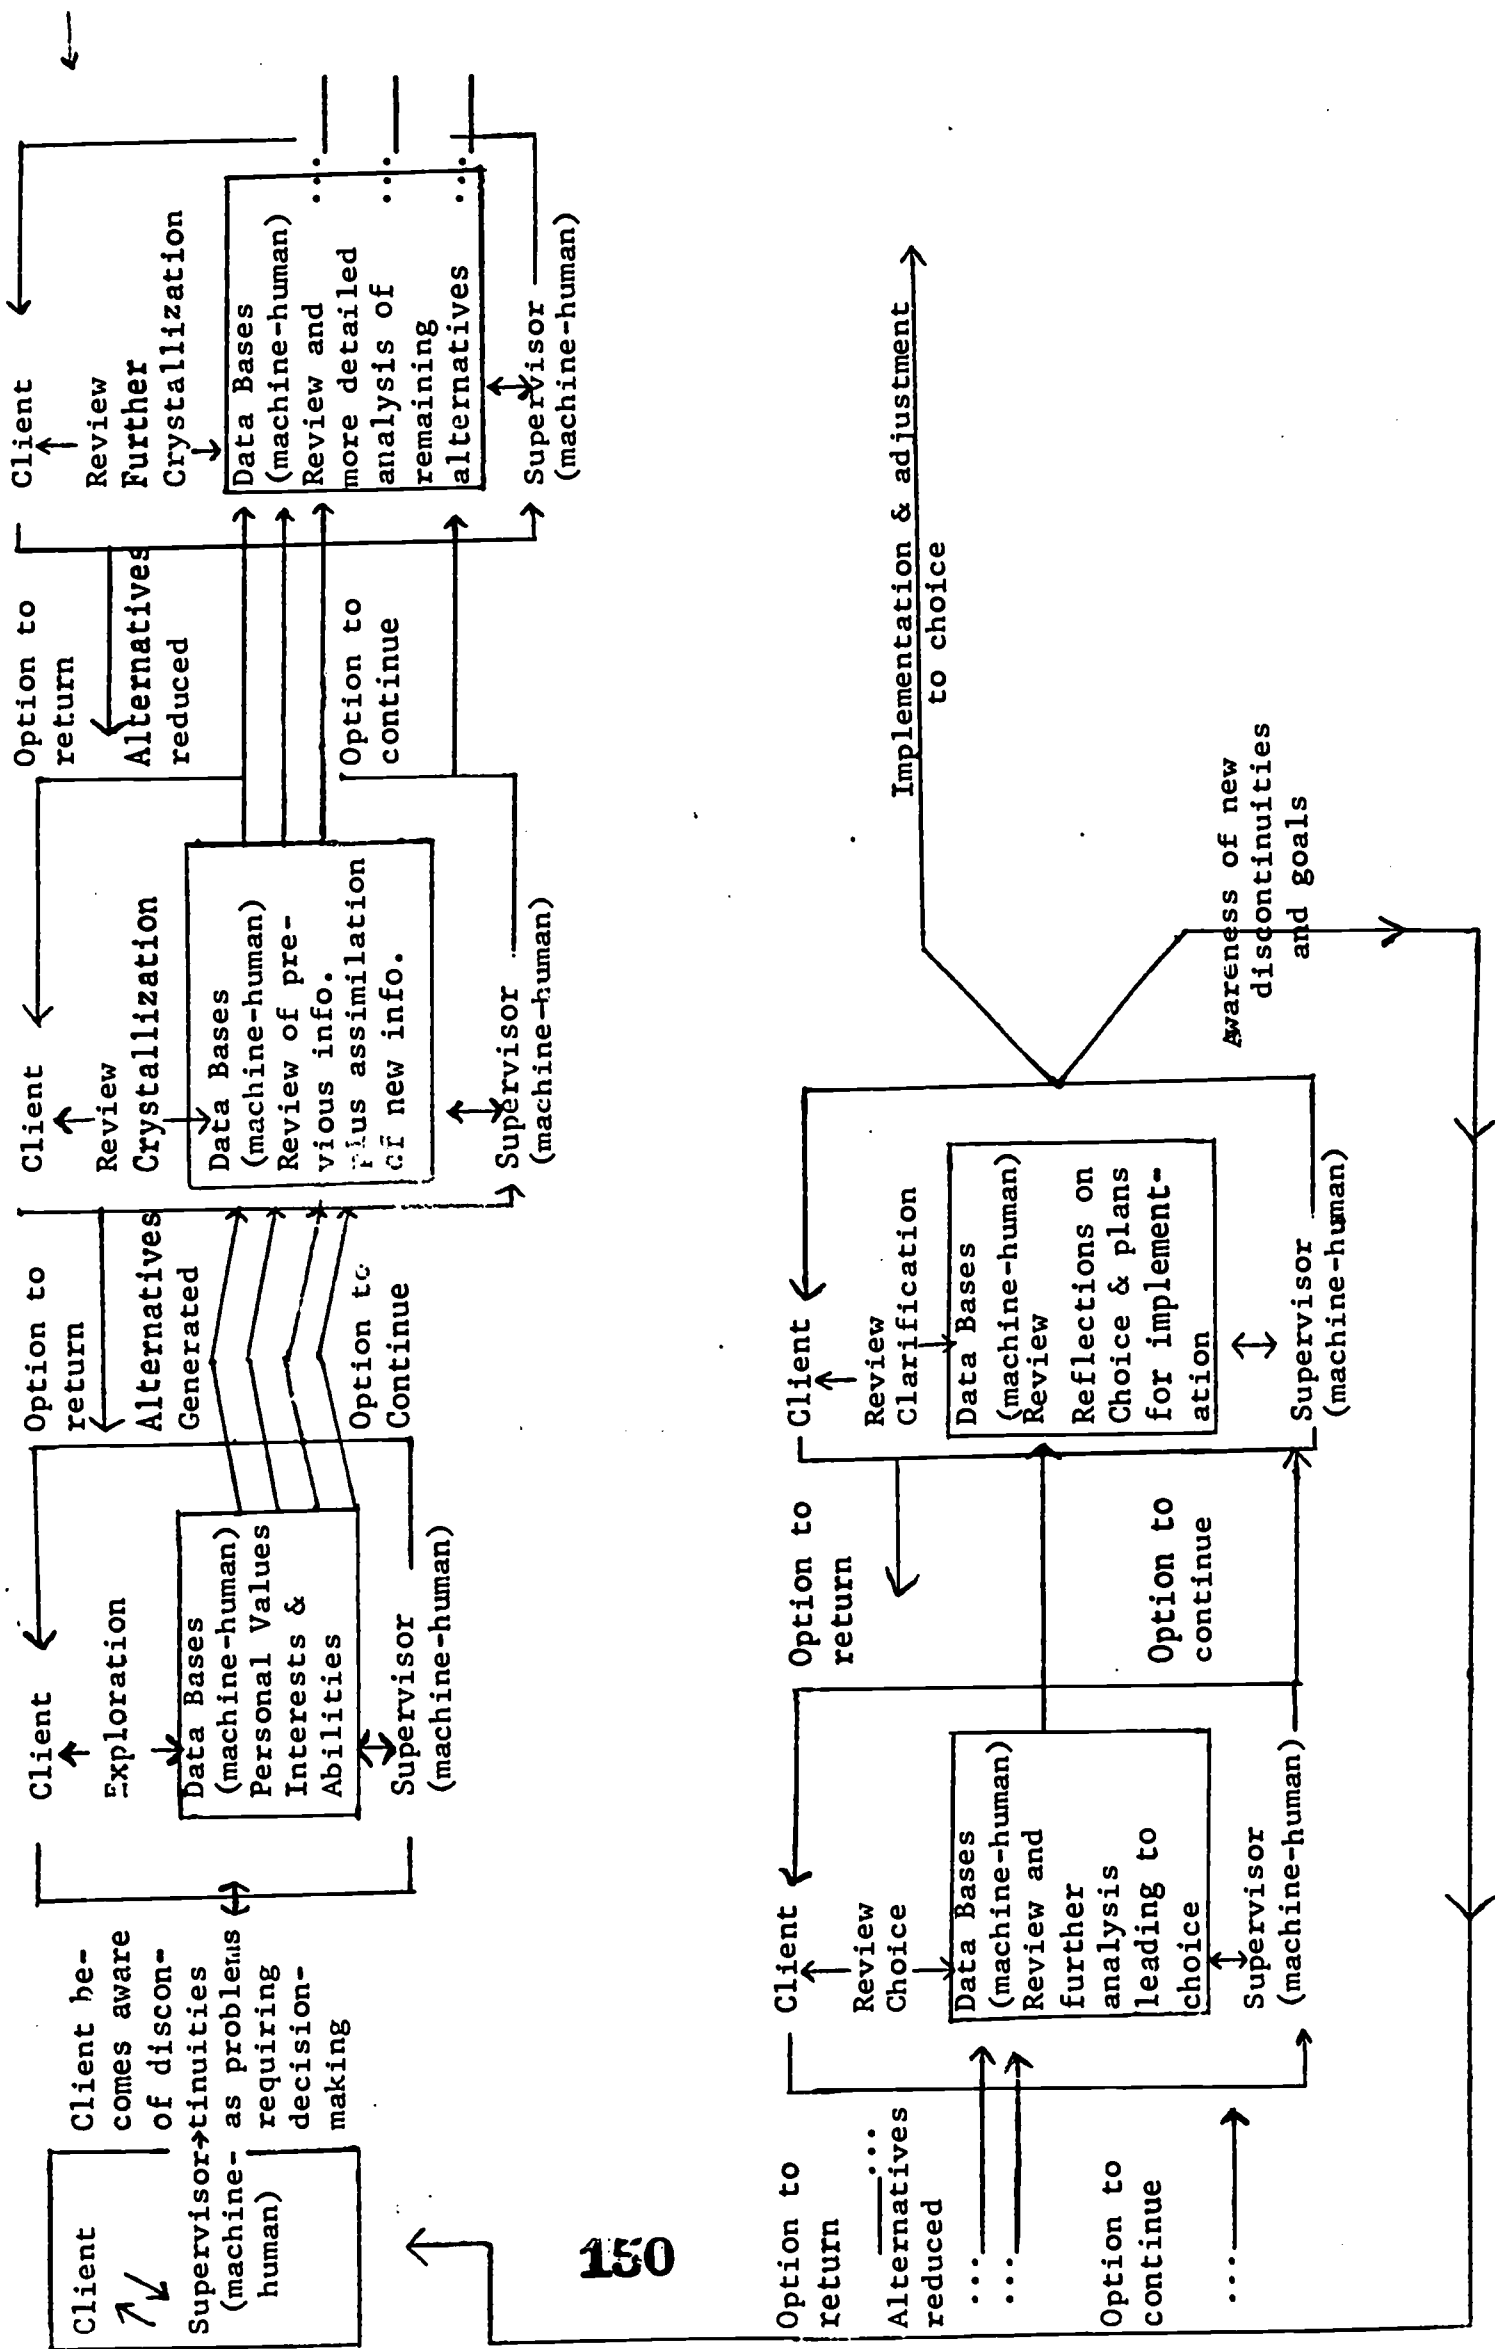 Client
Supervisor→tinuities
(machine-
human)
Client be-
comes aware
of discon-
as problems
requiring
decision-
making
Client
Exploration
Data Bases
(machine-human)
Personal Values
Interests &
Abilities
Supervisor
(machine-human)
Option to
return
Alternatives
Generated
Option to
Continue
Client
Review
Crystallization
Data Bases
(machine-human)
Review of pre-
vious info.
plus assimilation
of new info.
Supervisor
(machine-human)
Option to
return
Alternatives
reduced
Option to
continue
Client
Review
Further
Crystallization
Data Bases
(machine-human)
Review and ...
more detailed
analysis of ...
remaining
alternatives ...
Supervisor
(machine-human)
Option to
return
...
Alternatives
reduced
...
...
Option to
continue
....
Client
Review
Choice
Data Bases
(machine-human)
Review and
further
analysis
leading to
choice
Supervisor
(machine-human)
Option to
return
Option to
continue
Client
Review
Clarification
Data Bases
(machine-human)
Review
Reflections on
Choice & plans
for implement-
ation
Supervisor
(machine-human)
Implementation & adjustment
to choice
Awareness of new
discontinuities
and goals
150